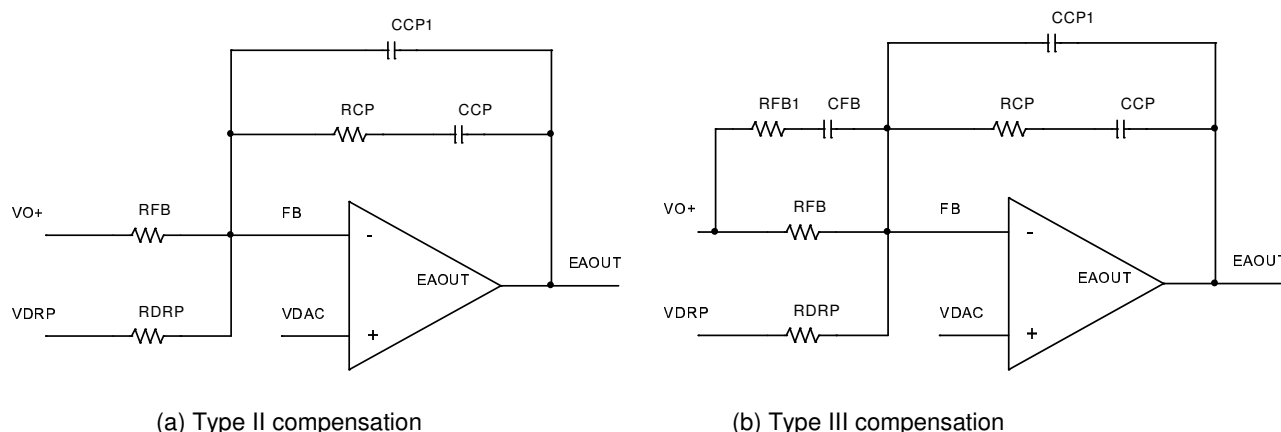 CCP1
RCP
CCP
VO+
RFB
FB
-
EAOUT
EAOUT
VDRP
RDRP
VDAC
+
(a) Type II compensation
CCP1
RFB1
CFB
RCP
CCP
VO+
RFB
FB
-
EAOUT
EAOUT
VDRP
RDRP
VDAC
+
(b) Type III compensation